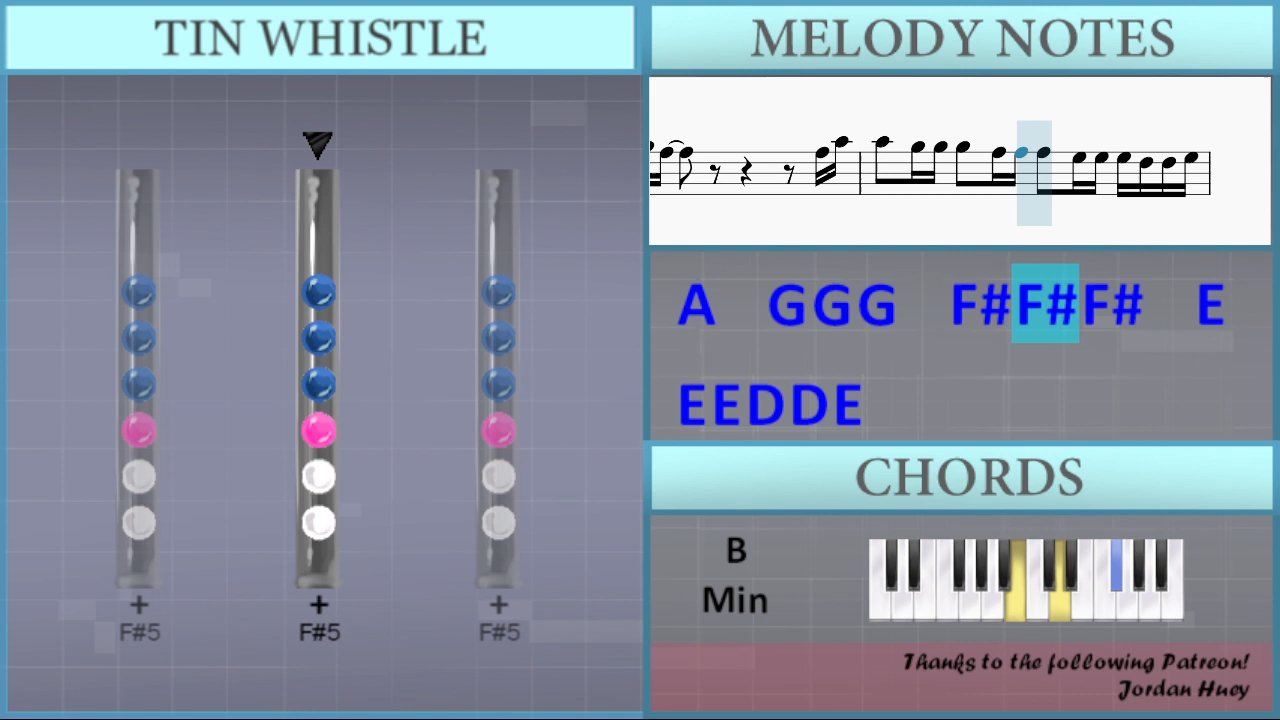 TIN WHISTLE
+ + +
F#5 F#5 F#5
MELODY NOTES
A GGG F#F#F# E
EEDDE
CHORDS
B
Min
Thanks to the following Patreon!
Jordan Huey